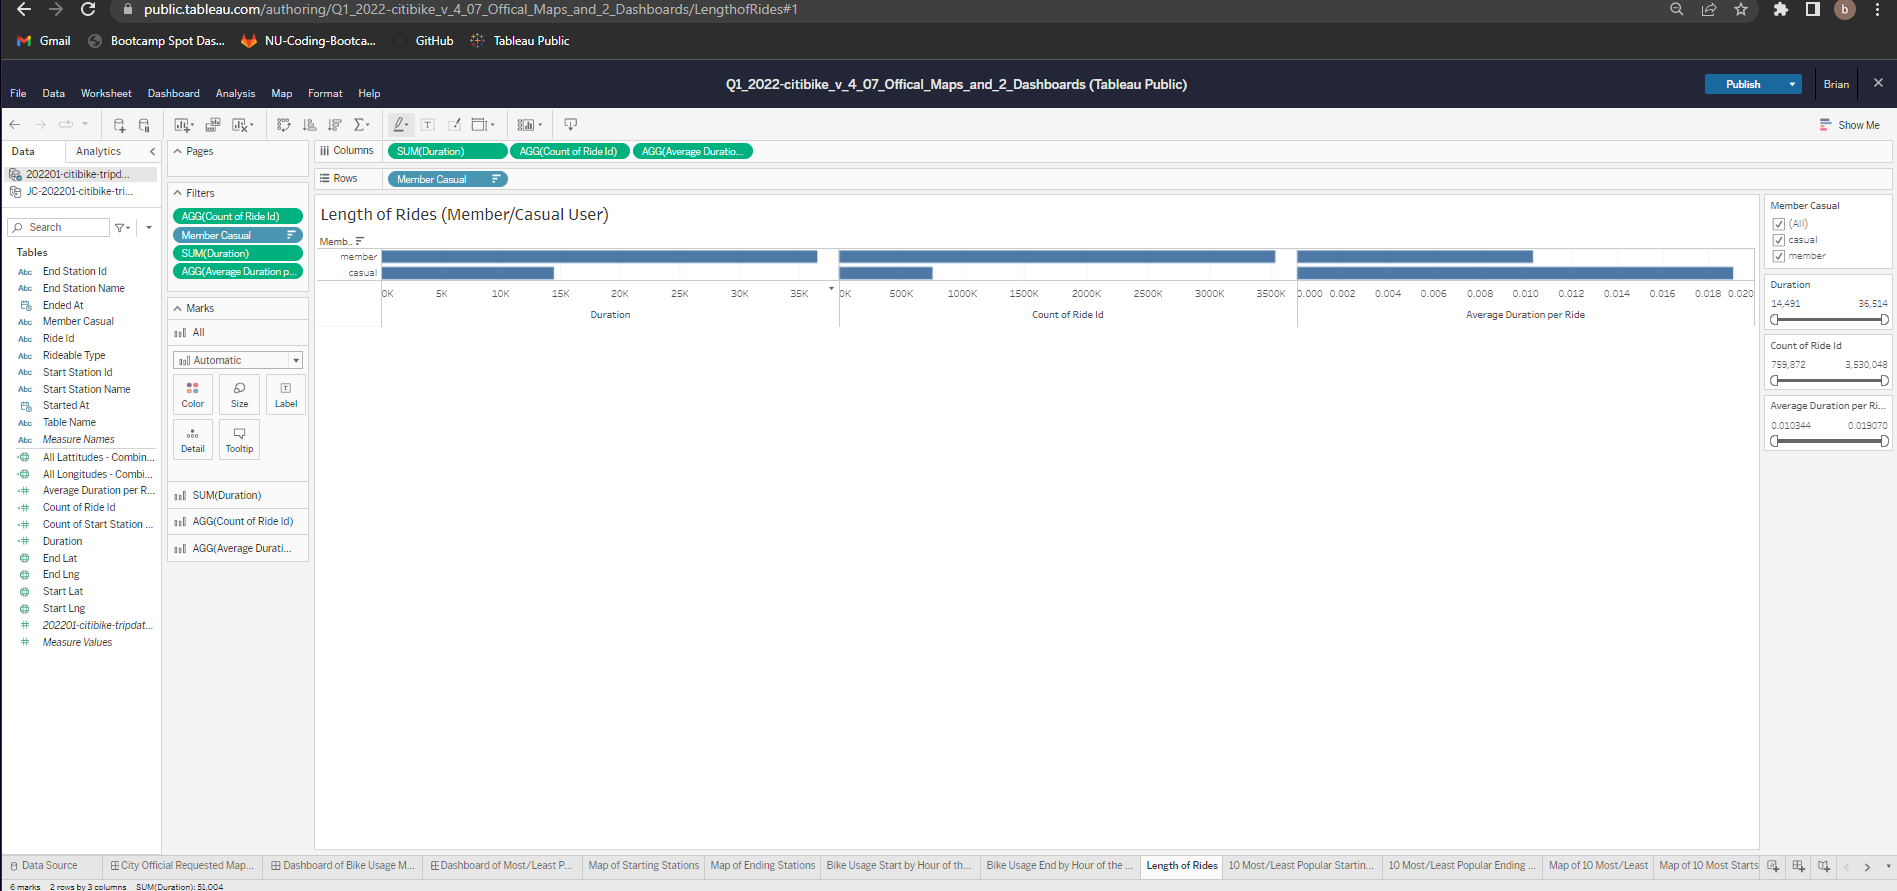 public.tableau.com/authoring/Q1_2022-citibike_v_4_07_Offical_Maps_and_2_Dashboards/LengthofRides#1
b
Gmail
Bootcamp Spot Das...
NU-Coding-Bootca...
GitHub
Tableau Public
Q1_2022-citibike_v_4_07_Offical_Maps_and_2_Dashboards (Tableau Public)
Publish
Brian
File Data Worksheet Dashboard Analysis Map Format Help
Show Me
Data
Analytics
202201-citibike-tripd...
JC-202201-citibike-tri...
Search
Tables
Abc End Station Id
Abc End Station Name
Ended At
Abc Member Casual
Abc Ride Id
Abc Rideable Type
Abc Start Station Id
Abc Start Station Name
Started At
Abc Table Name
Abc Measure Names
All Lattitudes - Combin...
All Longitudes - Combi...
Average Duration per R...
Count of Ride Id
Count of Start Station ...
Duration
End Lat
End Lng
Start Lat
Start Lng
202201-citibike-tripdat...
Measure Values
Pages
Filters
AGG(Count of Ride Id)
Member Casual
SUM(Duration)
AGG(Average Duration p...
Marks
All
Automatic
Color
Size
Label
Detail
Tooltip
SUM(Duration)
AGG(Count of Ride Id)
AGG(Average Durati...
Columns
SUM(Duration)
AGG(Count of Ride Id)
AGG(Average Duratio...
Rows
Member Casual
Length of Rides (Member/Casual User)
Memb..
member
casual
0K 5K 10K 15K 20K 25K 30K 35K
Duration
0K 500K 1000K 1500K 2000K 2500K 3000K 3500K
Count of Ride Id
0.000 0.002 0.004 0.006 0.008 0.010 0.012 0.014 0.016 0.018 0.020
Average Duration per Ride
Member Casual
(All)
casual
member
Duration
14,491 36,514
Count of Ride Id
759,872 3,530,048
Average Duration per Ri...
0.010344 0.019070
Data Source
City Official Requested Map...
Dashboard of Bike Usage M...
Dashboard of Most/Least P...
Map of Starting Stations
Map of Ending Stations
Bike Usage Start by Hour of th...
Bike Usage End by Hour of the ...
Length of Rides
10 Most/Least Popular Startin...
10 Most/Least Popular Ending ...
Map of 10 Most/Least
Map of 10 Most Starts
6 marks 2 rows by 3 columns SUM(Duration): 51,004